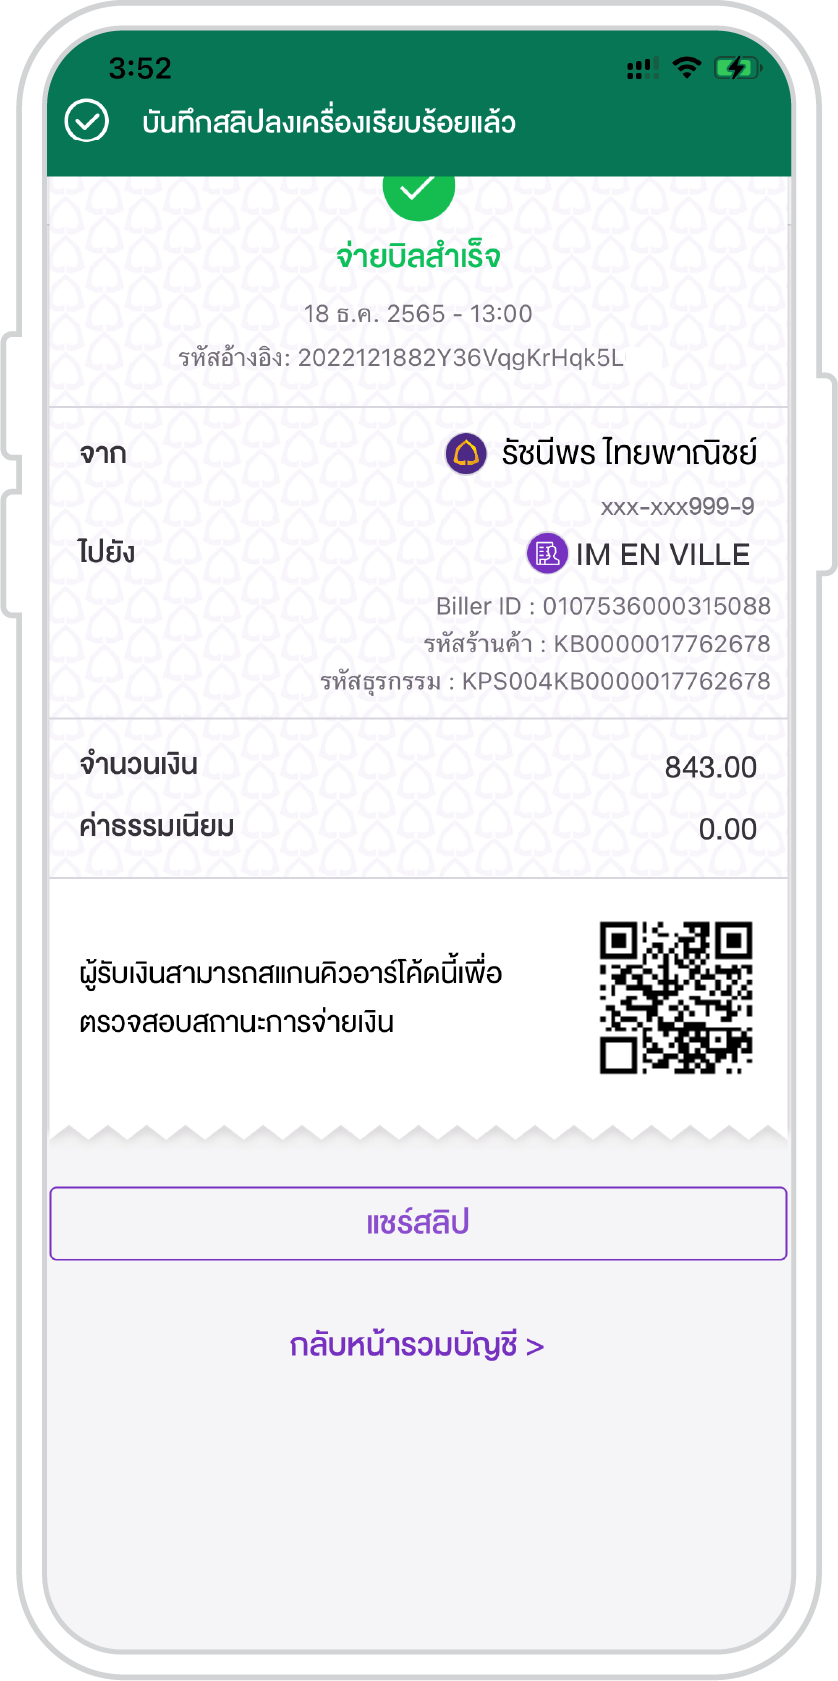 3:52
บันทึกสลิปลงเครื่องเรียบร้อยแล้ว
จ่ายบิลสำเร็จ
18 ธ.ค. 2565 - 13:00
รหัสอ้างอิง: 2022121882Y36VqgKrHqk5L
จาก
รัชนีพร ไทยพาณิชย์
xxx-xxx999-9
ไปยัง
IM EN VILLE
Biller ID : 0107536000315088
รหัสร้านค้า : KB0000017762678
รหัสธุรกรรม : KPS004KB0000017762678
จำนวนเงิน 843.00
ค่าธรรมเนียม 0.00
ผู้รับเงินสามารถสแกนคิวอาร์โค้ดนี้เพื่อ
ตรวจสอบสถานะการจ่ายเงิน
แชร์สลิป
กลับหน้ารวมบัญชี >